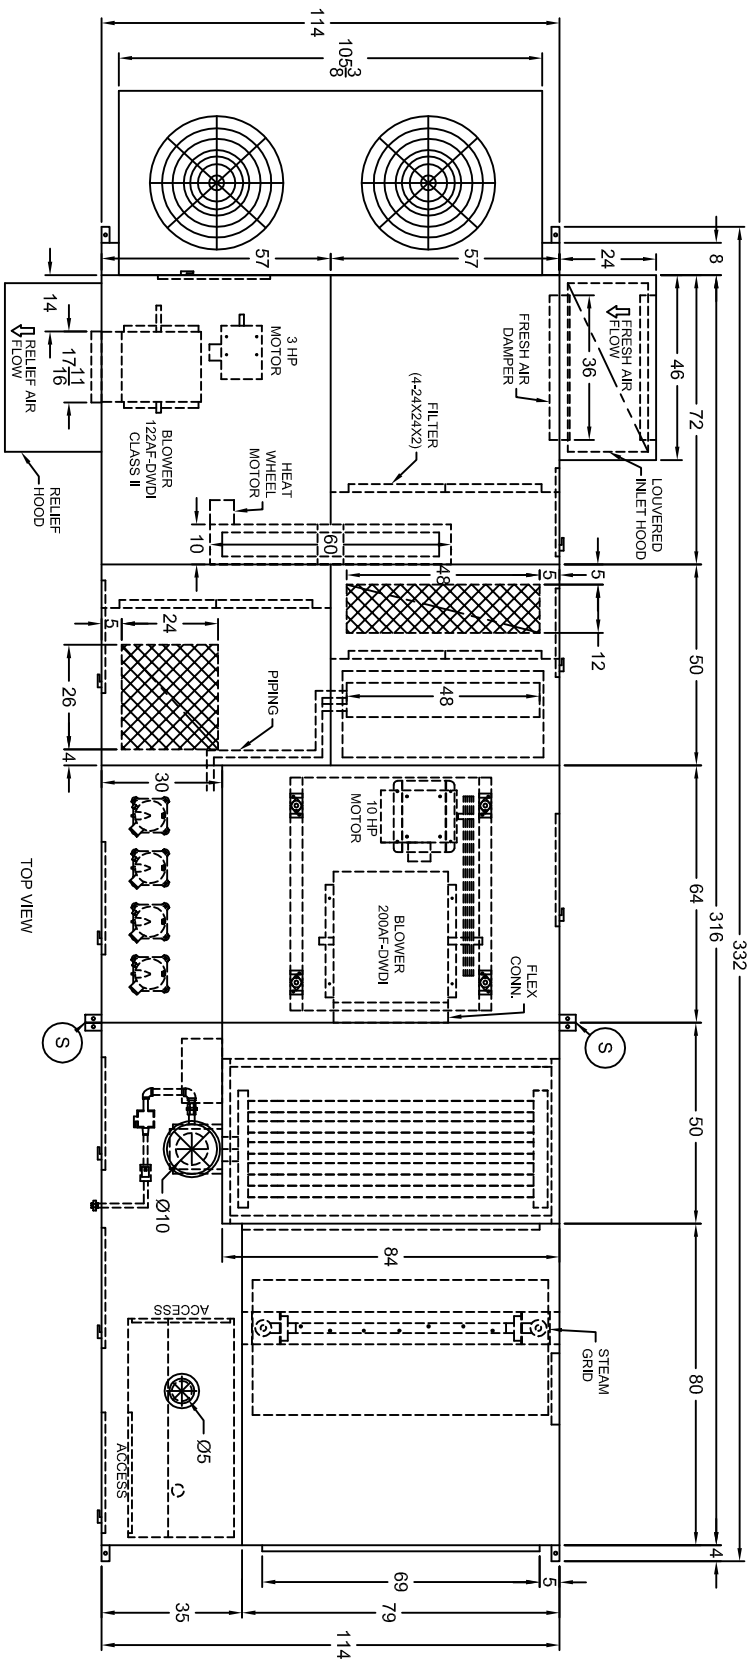 332
316
8
72
50
64
50
80
4
24
46
FRESH AIR
FLOW
36
FRESH AIR
DAMPER
LOUVERED
INLET HOOD
114
105 3/8
57
57
FILTER
(4-24X24X2)
3 HP
MOTOR
BLOWER
122AF-DWDI
CLASS II
HEAT
WHEEL
MOTOR
60
10
14
17 11/16
RELIEF AIR
FLOW
RELIEF
HOOD
5
5
48
12
48
24
5
26
4
PIPING
30
10 HP
MOTOR
BLOWER
200AF-DWDI
FLEX
CONN.
S
S
Ø10
84
STEAM
GRID
ACCESS
Ø5
ACCESS
69
5
35
79
114
TOP VIEW